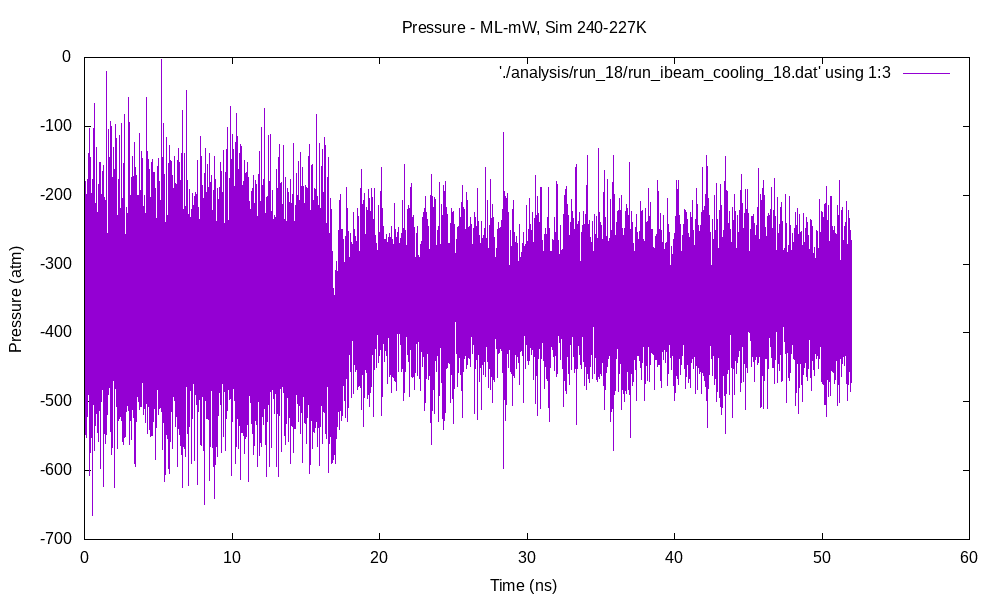 Pressure - ML-mW, Sim 240-227K
'./analysis/run_18/run_ibeam_cooling_18.dat' using 1:3
0
-100
-200
-300
-400
-500
-600
-700
Pressure (atm)
0 10 20 30 40 50 60
Time (ns)